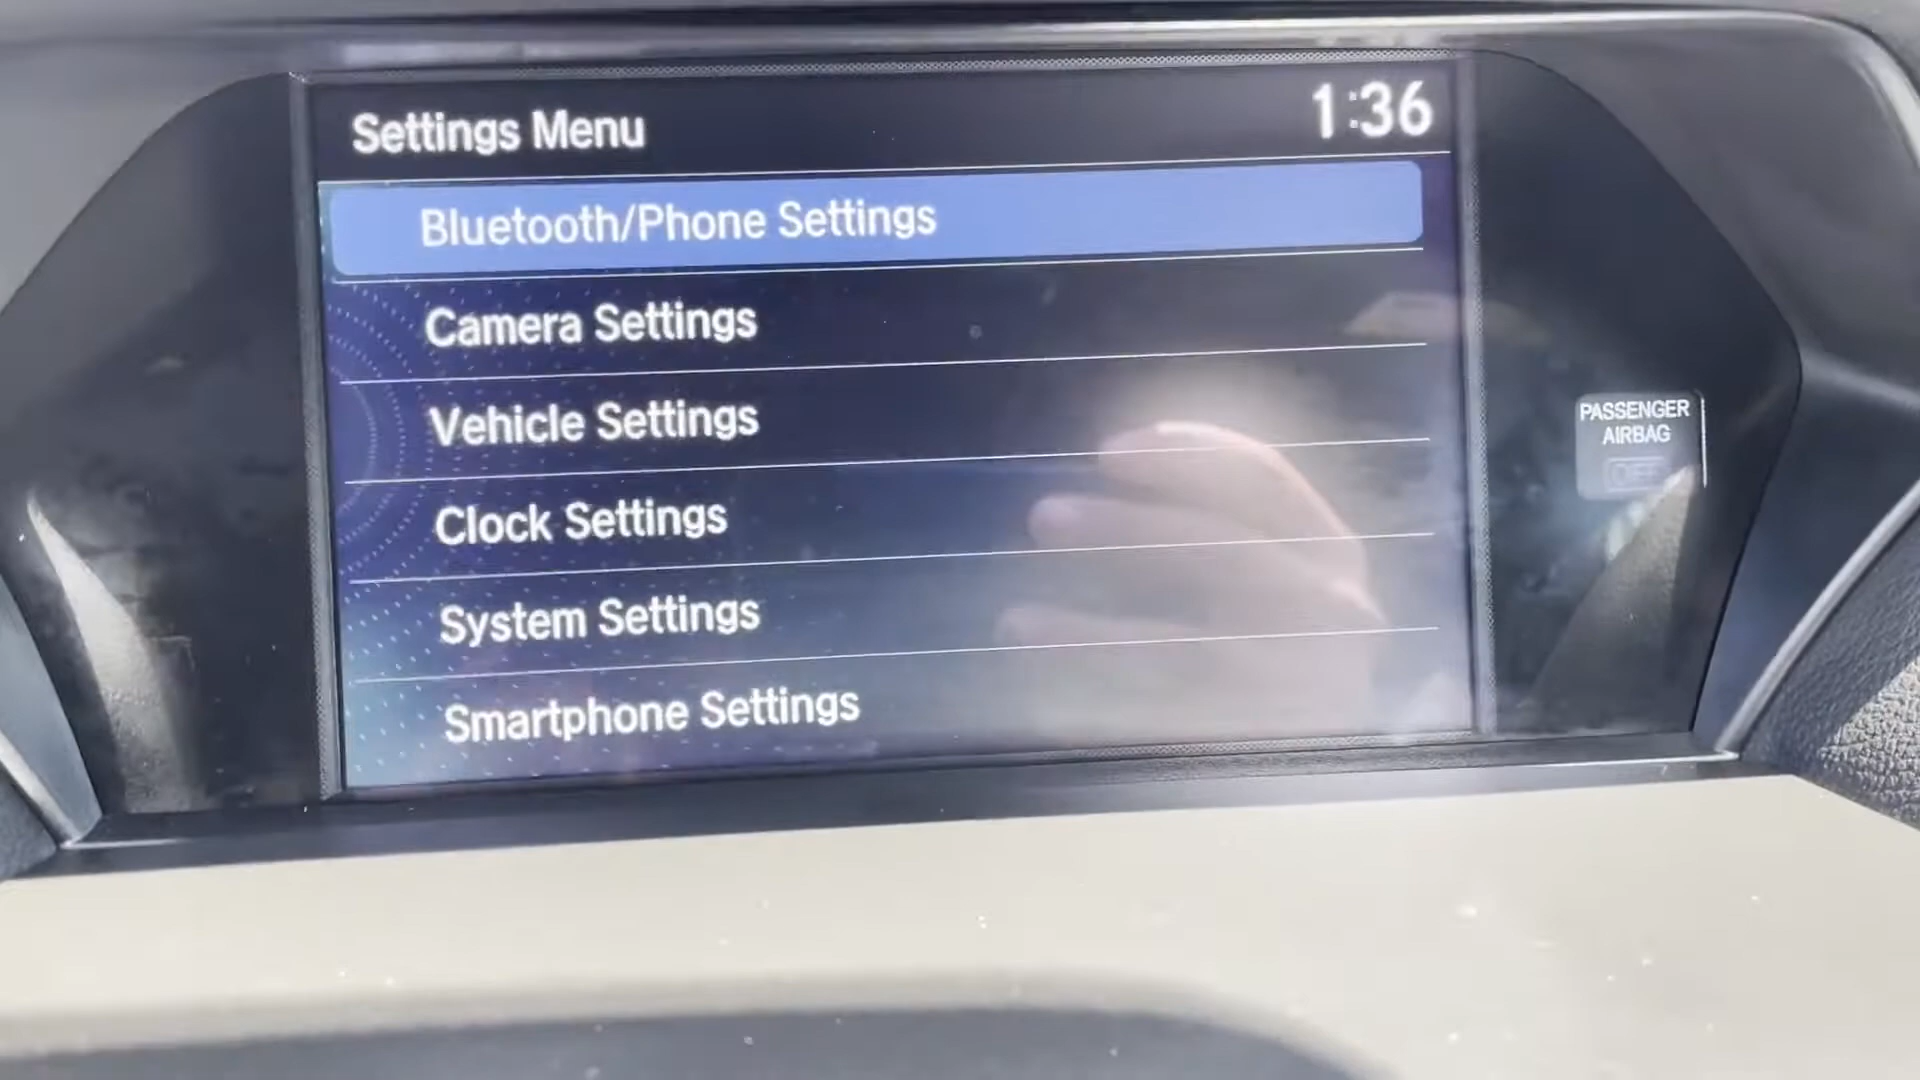 Settings Menu
1:36
Bluetooth/Phone Settings
Camera Settings
Vehicle Settings
Clock Settings
System Settings
Smartphone Settings
PASSENGER
AIRBAG
OFF